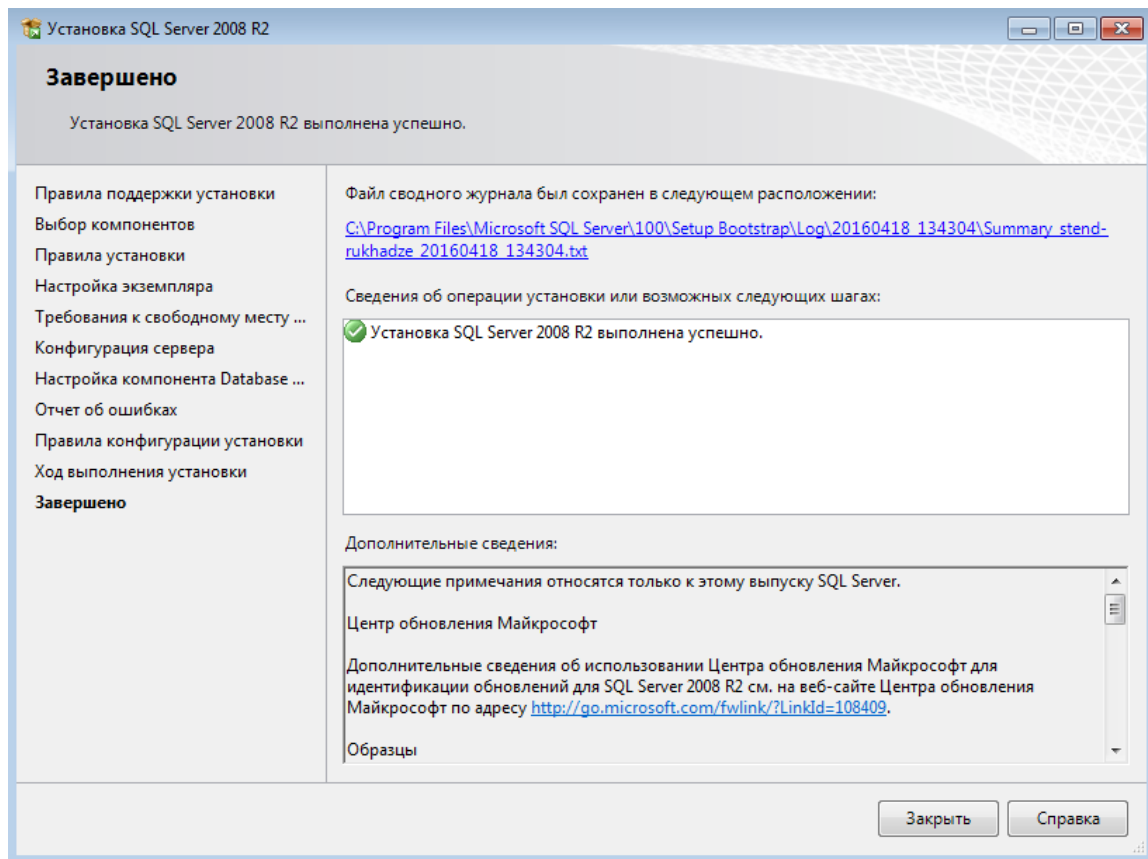 Установка SQL Server 2008 R2
Завершено
Установка SQL Server 2008 R2 выполнена успешно.
Правила поддержки установки
Выбор компонентов
Правила установки
Настройка экземпляра
Требования к свободному месту ...
Конфигурация сервера
Настройка компонента Database ...
Отчет об ошибках
Правила конфигурации установки
Ход выполнения установки
Завершено
Файл сводного журнала был сохранен в следующем расположении:
C:\Program Files\Microsoft SQL Server\100\Setup Bootstrap\Log\20160418_134304\Summary_stend-
rukhadze_20160418_134304.txt
Сведения об операции установки или возможных следующих шагах:
Установка SQL Server 2008 R2 выполнена успешно.
Дополнительные сведения:
Следующие примечания относятся только к этому выпуску SQL Server.
Центр обновления Майкрософт
Дополнительные сведения об использовании Центра обновления Майкрософт для
идентификации обновлений для SQL Server 2008 R2 см. на веб-сайте Центра обновления
Майкрософт по адресу http://go.microsoft.com/fwlink/?LinkId=108409.
Образцы
Закрыть
Справка